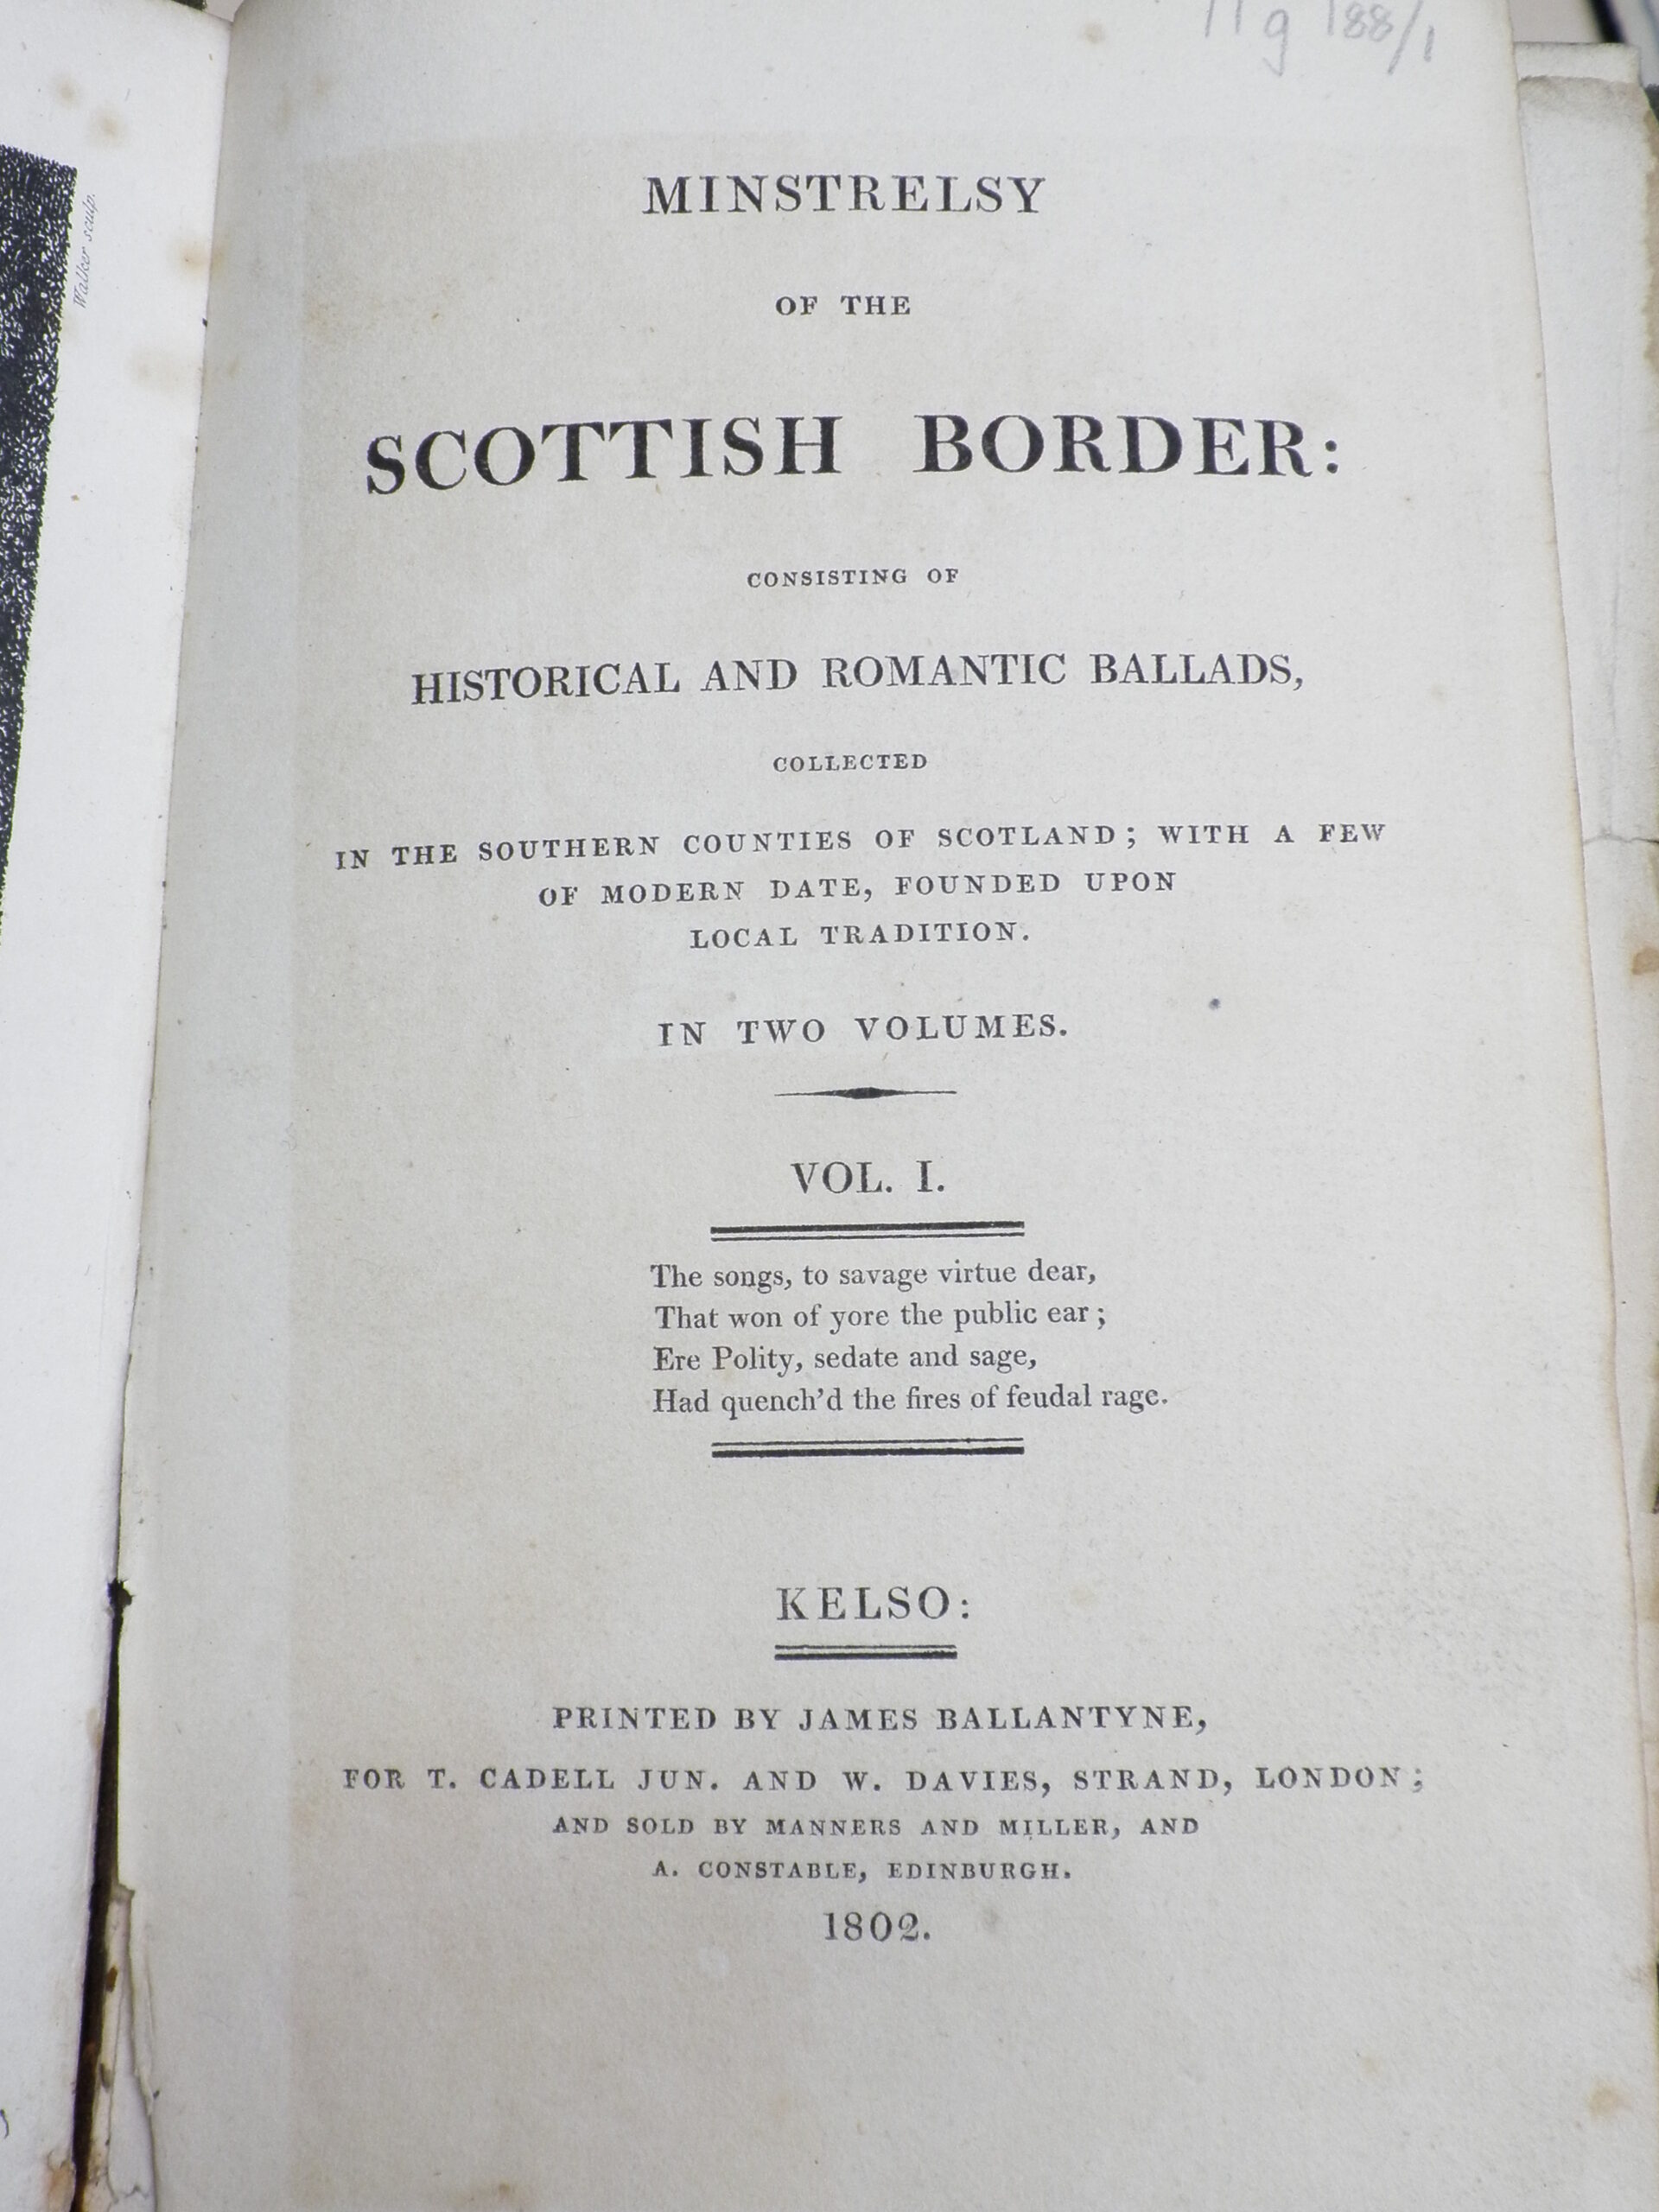 11 g 188/1
Walker sculp.
MINSTRELSY
OF THE
SCOTTISH BORDER:
CONSISTING OF
HISTORICAL AND ROMANTIC BALLADS,
COLLECTED
IN THE SOUTHERN COUNTIES OF SCOTLAND; WITH A FEW
OF MODERN DATE, FOUNDED UPON
LOCAL TRADITION.
IN TWO VOLUMES.
VOL. I.
The songs, to savage virtue dear,
That won of yore the public ear;
Ere Polity, sedate and sage,
Had quench'd the fires of feudal rage.
KELSO:
PRINTED BY JAMES BALLANTYNE,
FOR T. CADELL JUN. AND W. DAVIES, STRAND, LONDON;
AND SOLD BY MANNERS AND MILLER, AND
A. CONSTABLE, EDINBURGH.
1802.